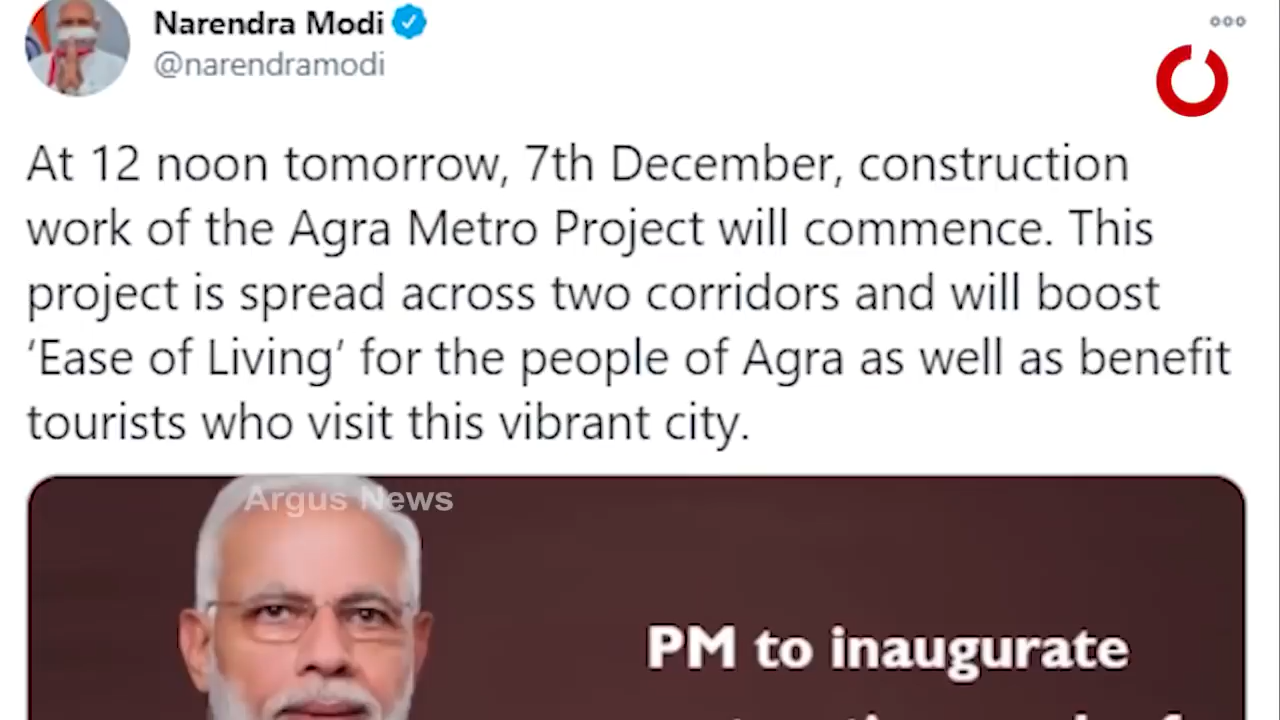 Narendra Modi
@narendramodi
At 12 noon tomorrow, 7th December, construction
work of the Agra Metro Project will commence. This
project is spread across two corridors and will boost
‘Ease of Living’ for the people of Agra as well as benefit
tourists who visit this vibrant city.
Argus News
PM to inaugurate